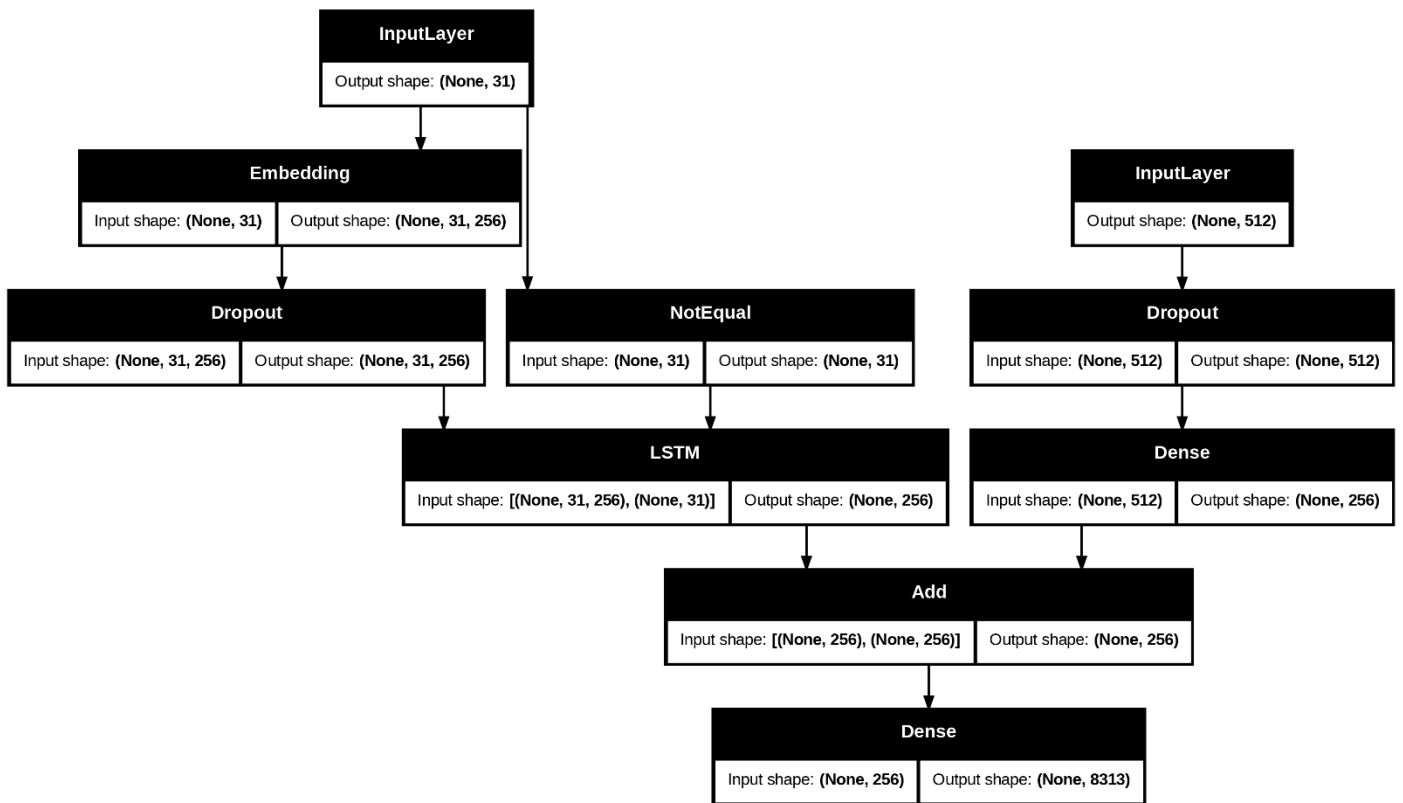 InputLayer
Output shape: (None, 31)
Embedding
Input shape: (None, 31) Output shape: (None, 31, 256)
InputLayer
Output shape: (None, 512)
Dropout
Input shape: (None, 31, 256) Output shape: (None, 31, 256)
NotEqual
Input shape: (None, 31) Output shape: (None, 31)
Dropout
Input shape: (None, 512) Output shape: (None, 512)
LSTM
Input shape: [(None, 31, 256), (None, 31)] Output shape: (None, 256)
Dense
Input shape: (None, 512) Output shape: (None, 256)
Add
Input shape: [(None, 256), (None, 256)] Output shape: (None, 256)
Dense
Input shape: (None, 256) Output shape: (None, 8313)